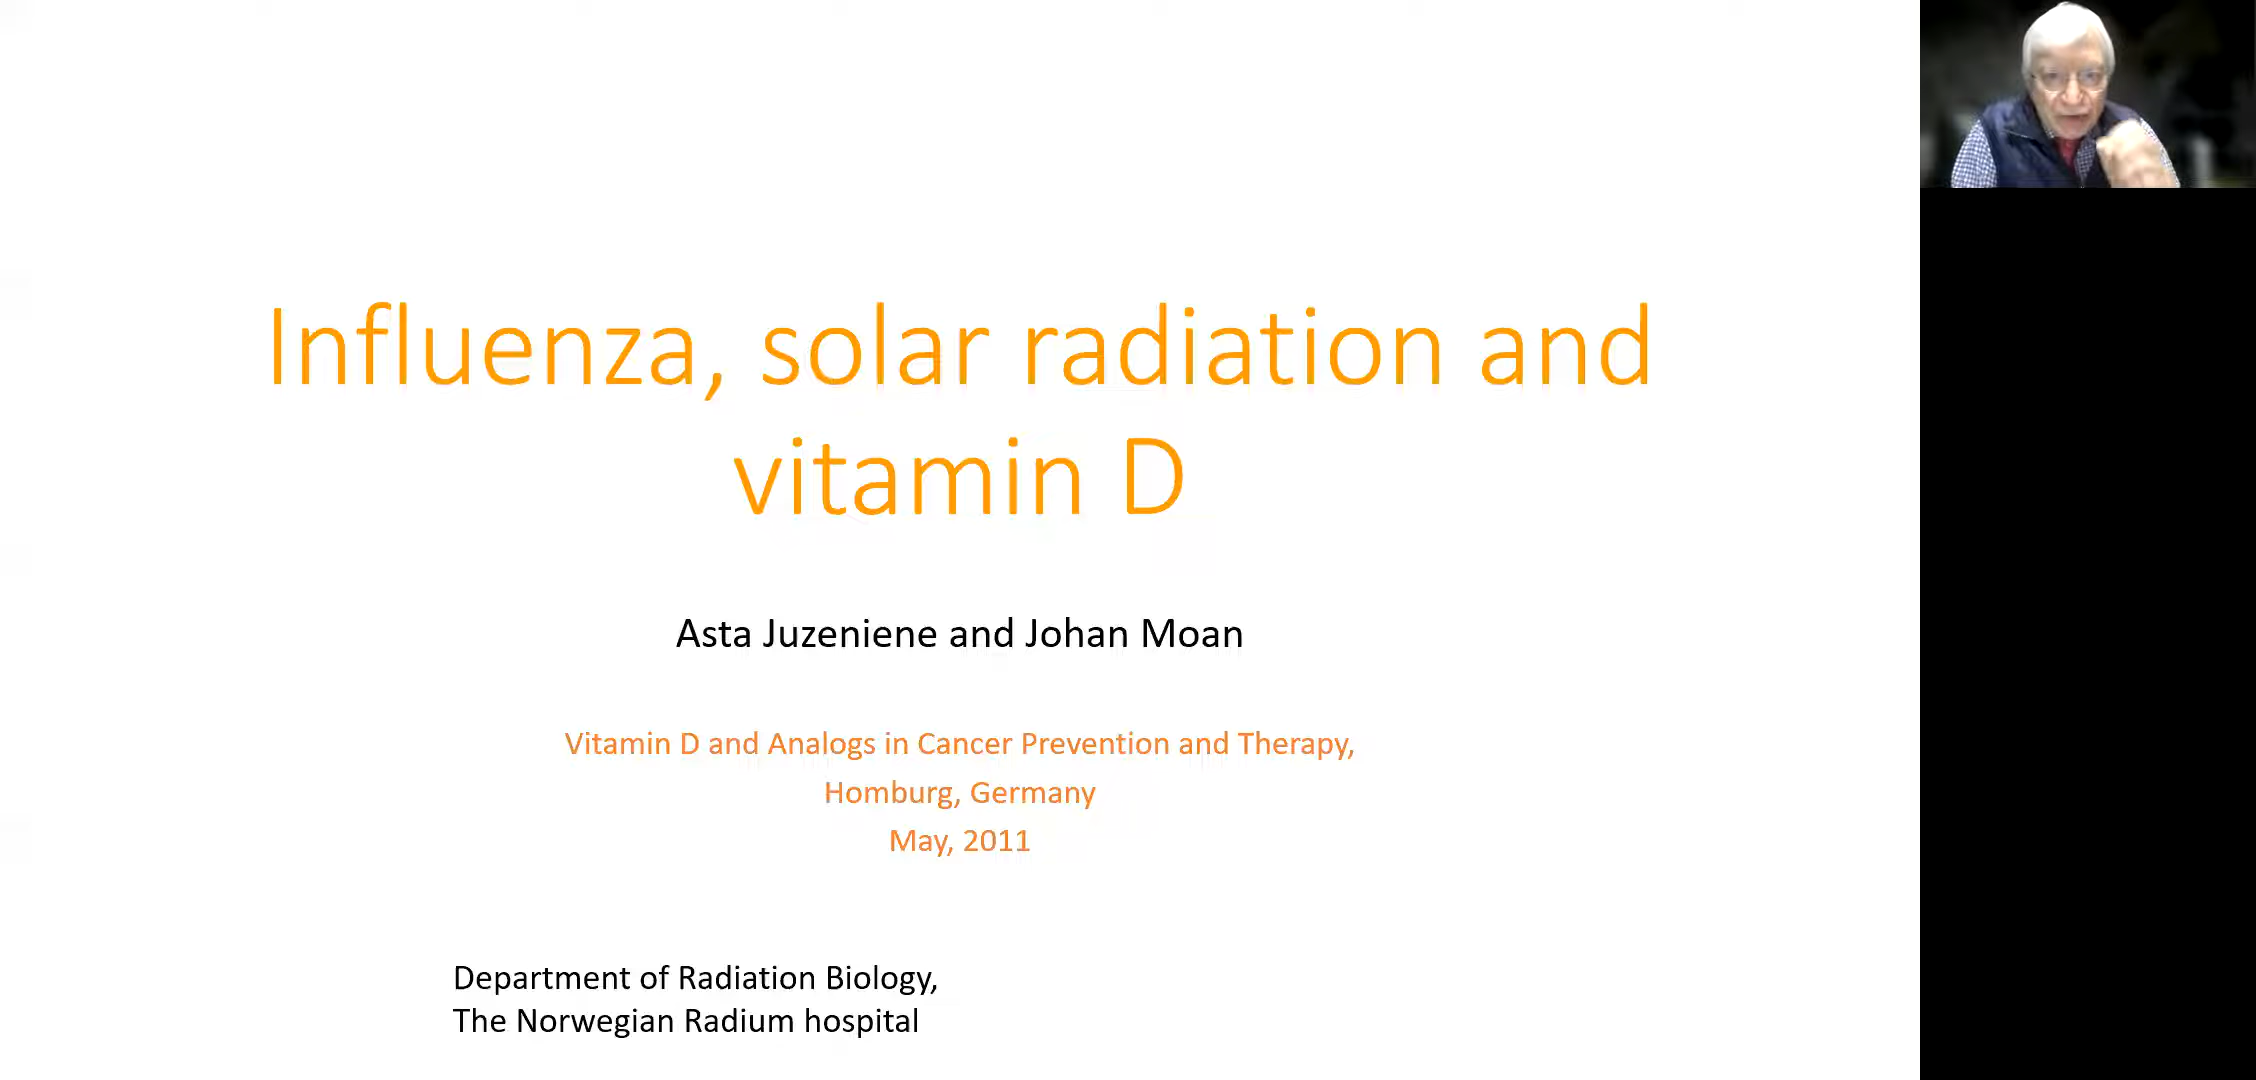 Influenza, solar radiation and
vitamin D
Asta Juzeniene and Johan Moan
Vitamin D and Analogs in Cancer Prevention and Therapy,
Homburg, Germany
May, 2011
Department of Radiation Biology,
The Norwegian Radium hospital